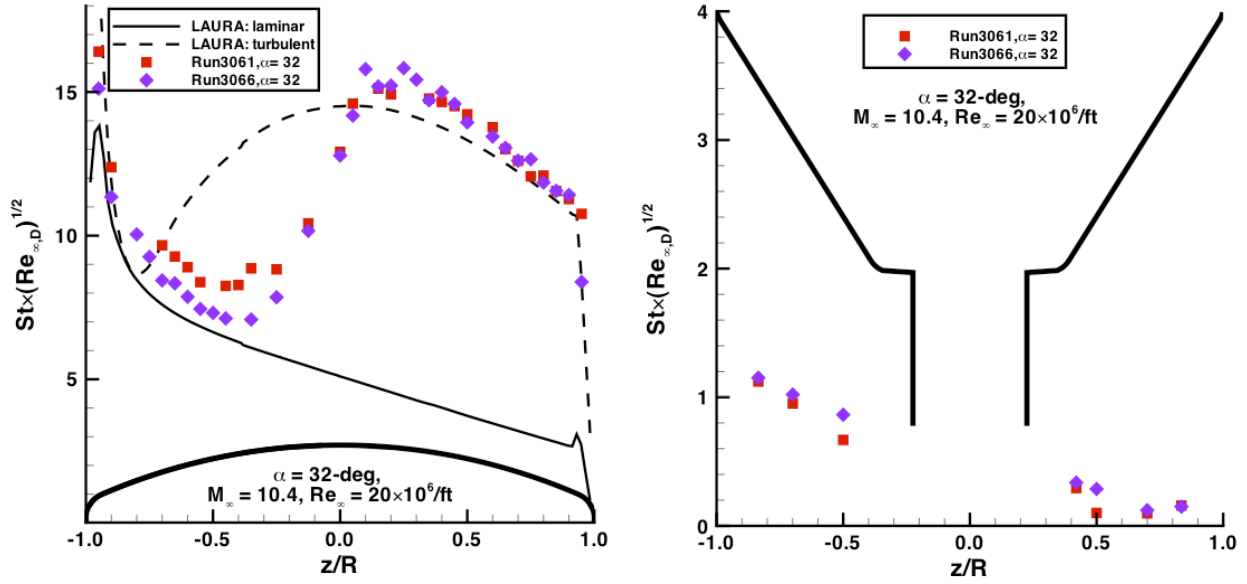 LAURA: laminar
LAURA: turbulent
Run3061,α= 32
Run3066,α= 32
15
10
5
St×(Re∞,D)1/2
α = 32-deg,
M∞ = 10.4, Re∞ = 20×10⁶/ft
-1.0 -0.5 0.0 0.5 1.0
z/R
Run3061,α= 32
Run3066,α= 32
α = 32-deg,
M∞ = 10.4, Re∞ = 20×10⁶/ft
4
3
2
1
0
St×(Re∞,D)1/2
-1.0 -0.5 0.0 0.5 1.0
z/R